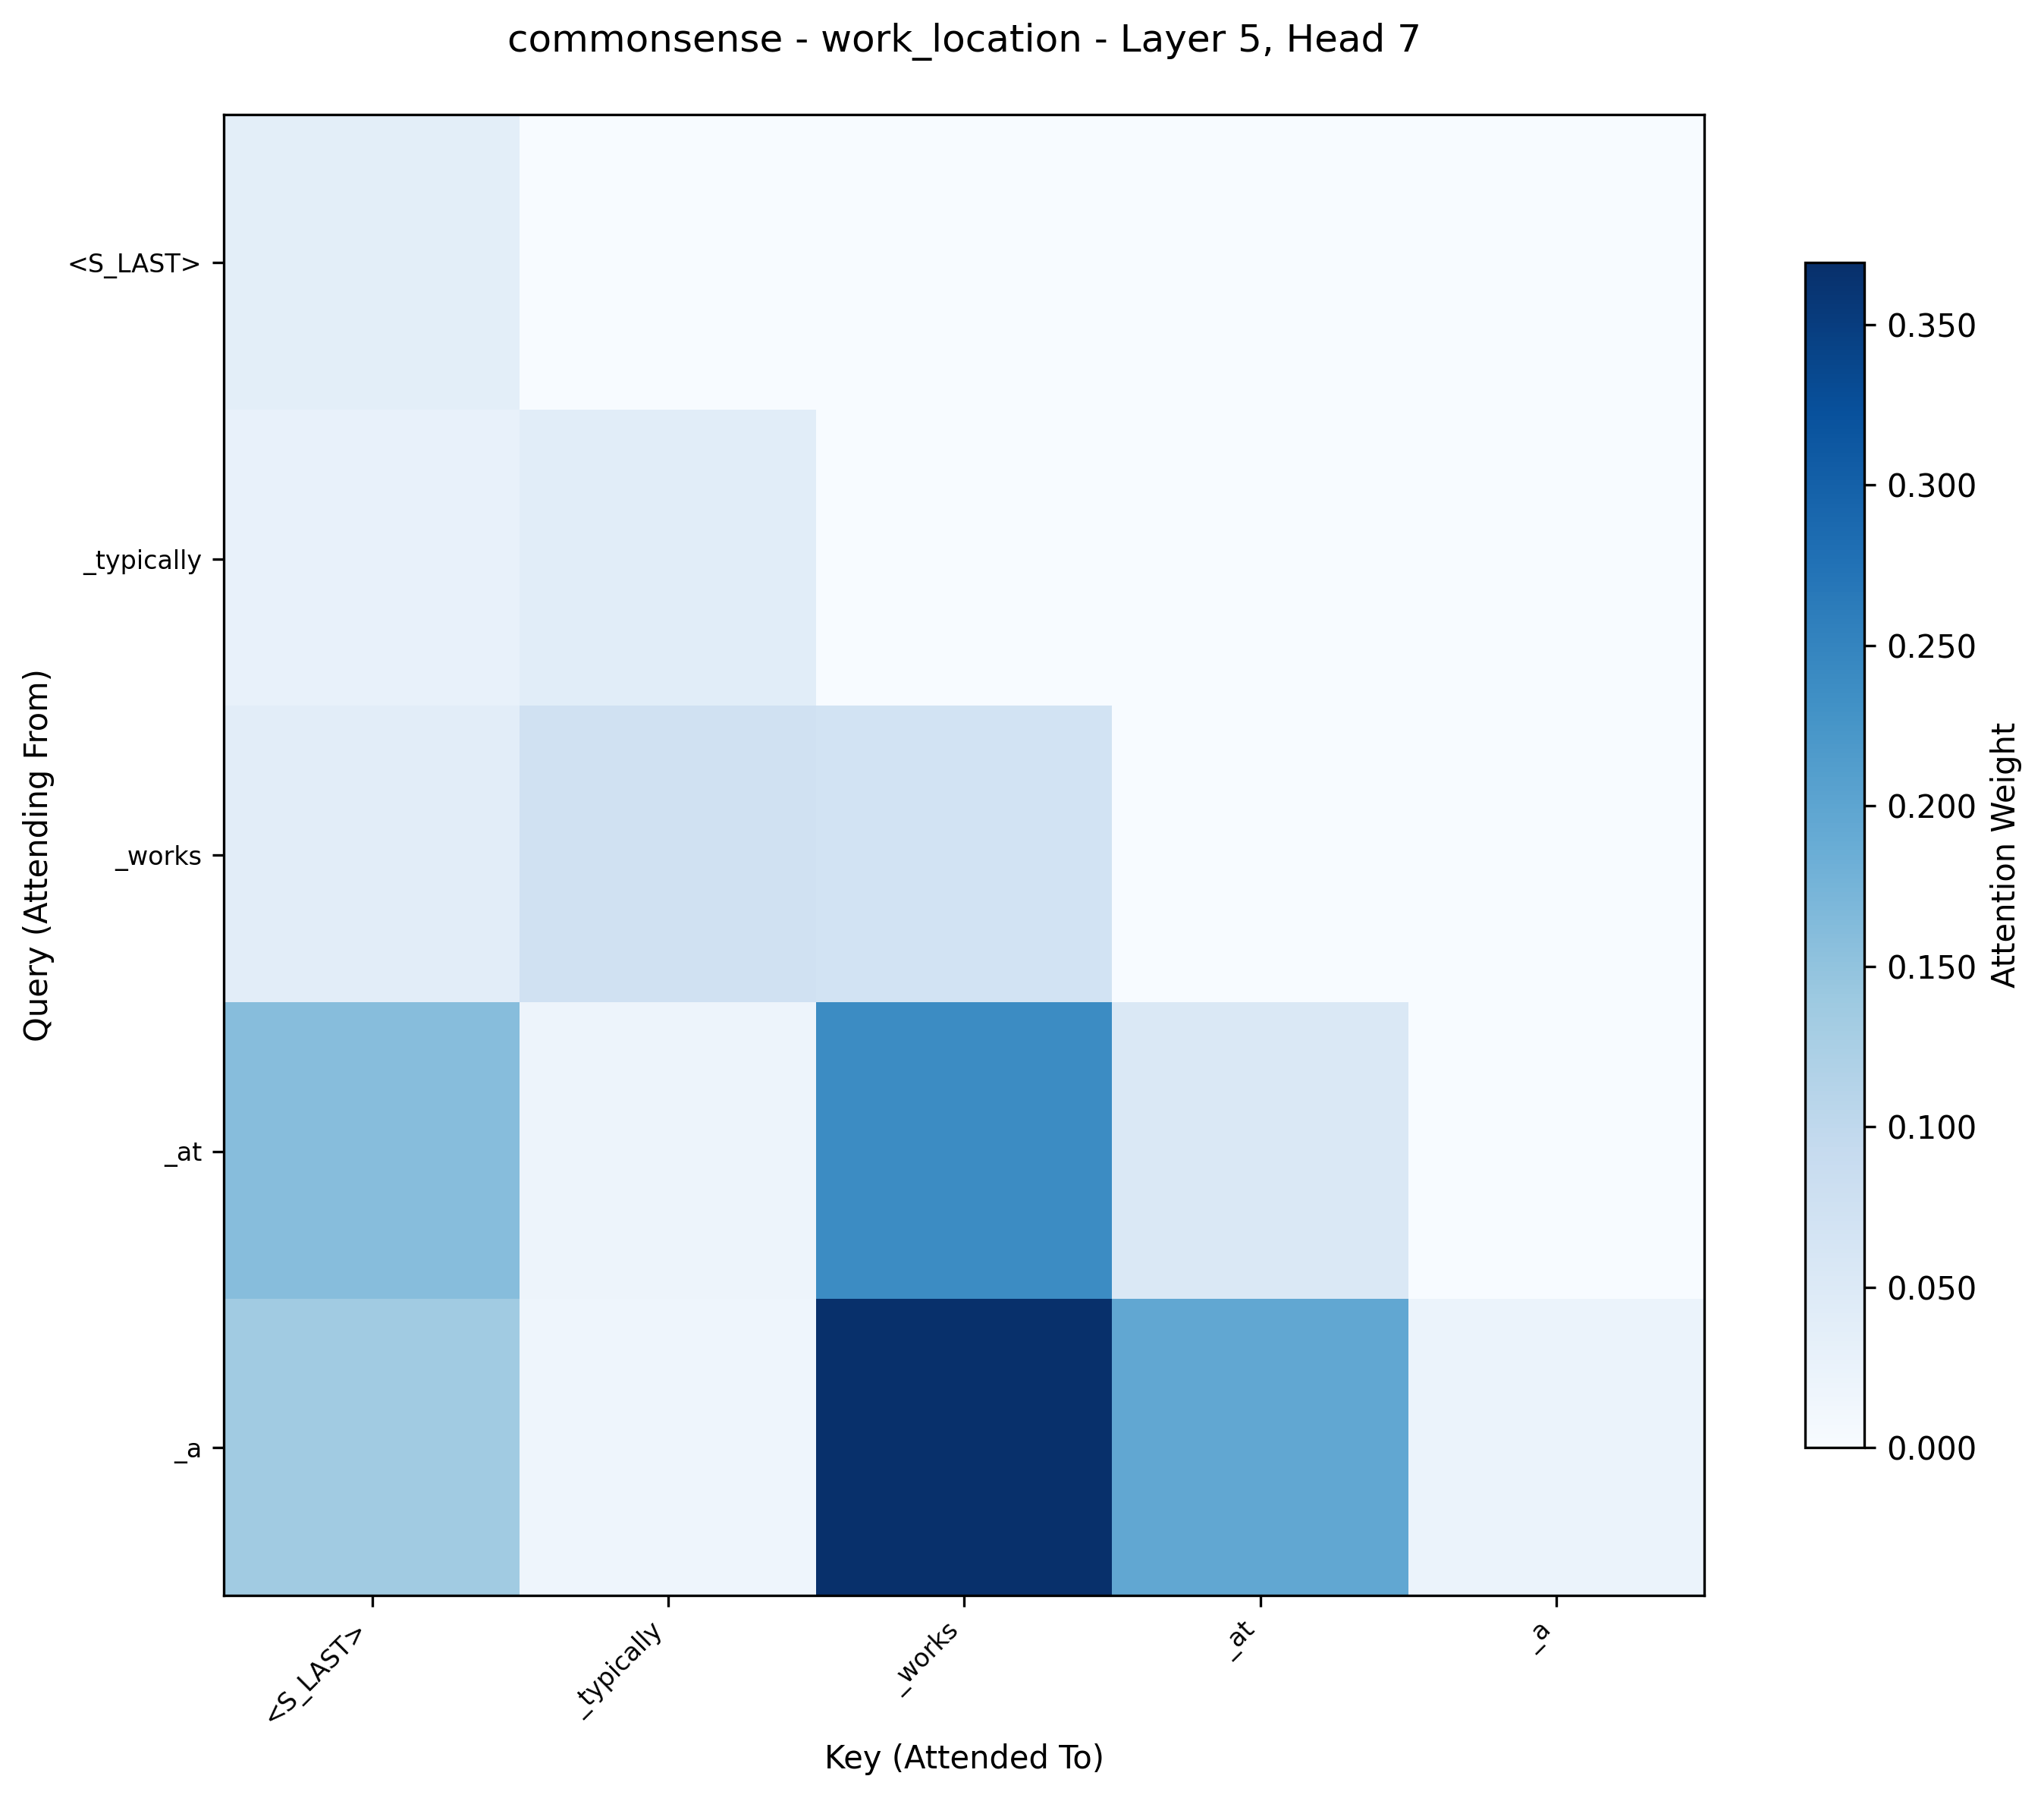 commonsense - work_location - Layer 5, Head 7
Query (Attending From)
<S_LAST>
_typically
_works
_at
_a
<S_LAST>
_typically
_works
_at
_a
Key (Attended To)
0.350
0.300
0.250
0.200
0.150
0.100
0.050
0.000
Attention Weight